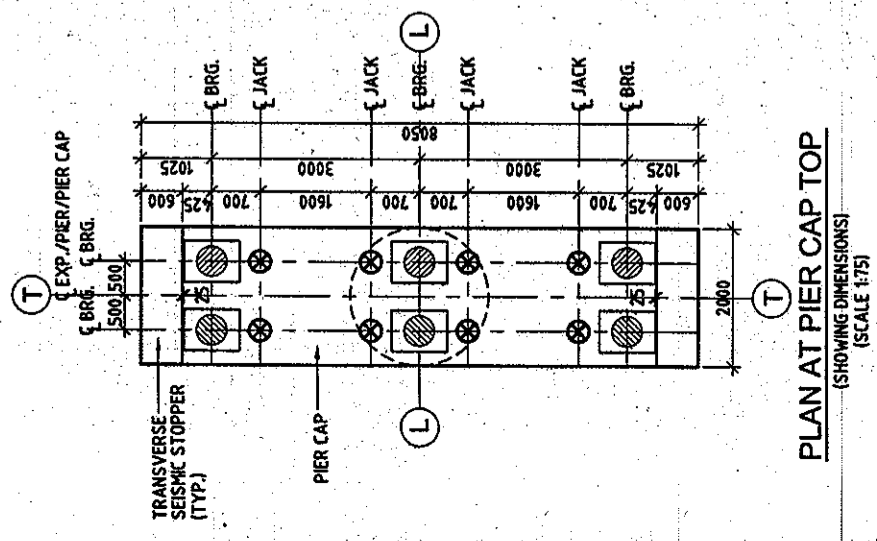 T
℄ EXP./PIER/PIER CAP
℄ BRG.
℄ BRG.
500 500
TRANSVERSE
SEISMIC STOPPER
(TYP.)
PIER CAP
25
25
2000
600
425
700
1600
700
700
1600
700
425
600
1025
3000
3000
1025
8050
℄ BRG.
℄ JACK
℄ JACK
℄ BRG.
℄ JACK
℄ JACK
℄ BRG.
L
L
T
PLAN AT PIER CAP TOP
(SHOWING DIMENSIONS)
(SCALE 1:75)